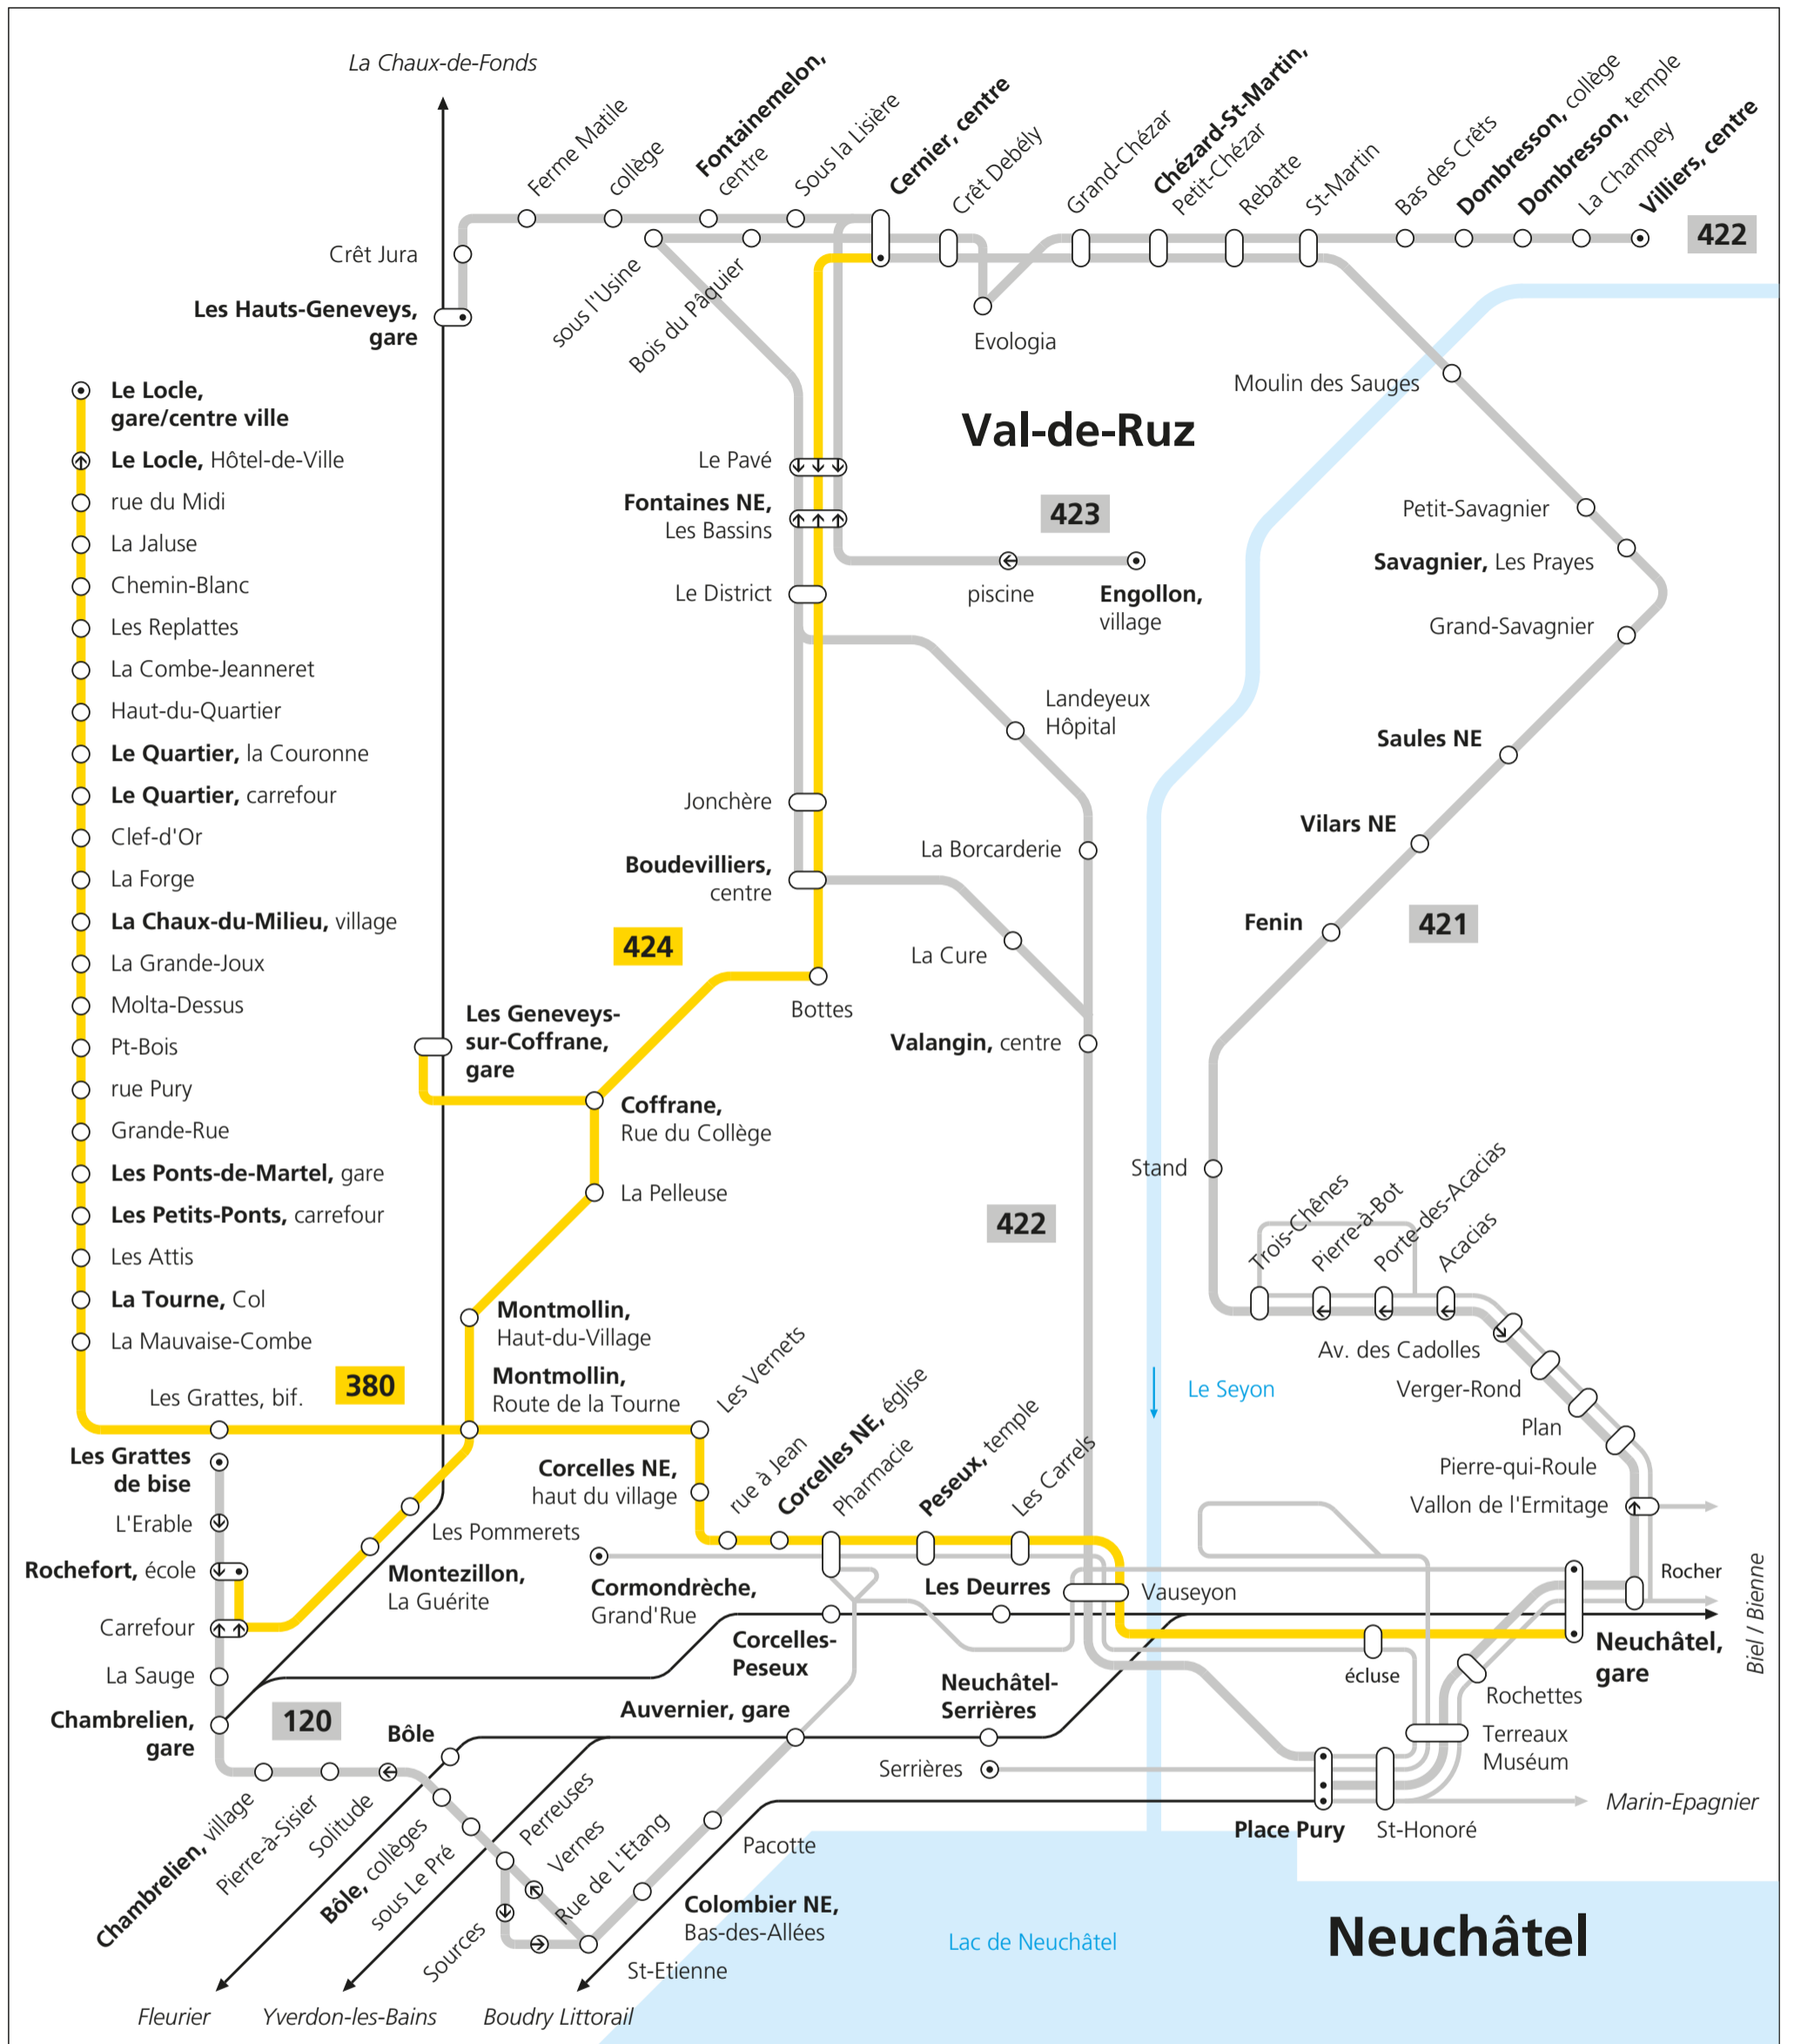 La Chaux-de-Fonds
Ferme Matile
collège
Fontainemelon,
centre
Sous la Lisière
Cernier, centre
Crêt Debély
Grand-Chézar
Chézard-St-Martin,
Petit-Chézar
Rebatte
St-Martin
Bas des Crêts
Dombresson, collège
Dombresson, temple
La Champey
Villiers, centre
422
Crêt Jura
Les Hauts-Geneveys,
gare
sous l'Usine
Bois du Pâquier
Evologia
Moulin des Sauges
Val-de-Ruz
Le Locle,
gare/centre ville
Le Locle, Hôtel-de-Ville
rue du Midi
La Jaluse
Chemin-Blanc
Les Replattes
La Combe-Jeanneret
Haut-du-Quartier
Le Quartier, la Couronne
Le Quartier, carrefour
Clef-d'Or
La Forge
La Chaux-du-Milieu, village
La Grande-Joux
Molta-Dessus
Pt-Bois
rue Pury
Grande-Rue
Les Ponts-de-Martel, gare
Les Petits-Ponts, carrefour
Les Attis
La Tourne, Col
La Mauvaise-Combe
Le Pavé
Fontaines NE,
Les Bassins
Le District
423
piscine
Engollon,
village
Petit-Savagnier
Savagnier, Les Prayes
Grand-Savagnier
Landeyeux
Hôpital
Saules NE
Jonchère
Vilars NE
Boudevilliers,
centre
La Borcarderie
Fenin
421
424
La Cure
Bottes
Les Geneveys-
sur-Coffrane,
gare
Valangin, centre
Coffrane,
Rue du Collège
La Pelleuse
Stand
422
Trois-Chênes
Pierre-à-Bot
Porte-des-Acacias
Acacias
Montmollin,
Haut-du-Village
Av. des Cadolles
Verger-Rond
Plan
Pierre-qui-Roule
Vallon de l'Ermitage
Le Seyon
380
Les Grattes, bif.
Montmollin,
Route de la Tourne
Les Vernets
Les Grattes
de bise
L'Erable
Rochefort, école
Carrefour
La Sauge
Chambrelien,
gare
Corcelles NE,
haut du village
rue à Jean
Corcelles NE, église
Pharmacie
Peseux, temple
Les Carrels
Les Pommerets
Montezillon,
La Guérite
Cormondrèche,
Grand'Rue
Les Deurres
Vauseyon
Rocher
Biel / Bienne
Corcelles-
Peseux
Neuchâtel,
gare
écluse
Rochettes
Neuchâtel-
Serrières
Auvernier, gare
Terreaux
Muséum
120
Bôle
Serrières
Marin-Epagnier
Place Pury
St-Honoré
Chambrelien, village
Pierre-à-Sisier
Solitude
Bôle, collèges
sous Le Pré
Perreuses
Vernes
Sources
Rue de L'Etang
Pacotte
Colombier NE,
Bas-des-Allées
St-Etienne
Lac de Neuchâtel
Neuchâtel
Fleurier
Yverdon-les-Bains
Boudry Littorail